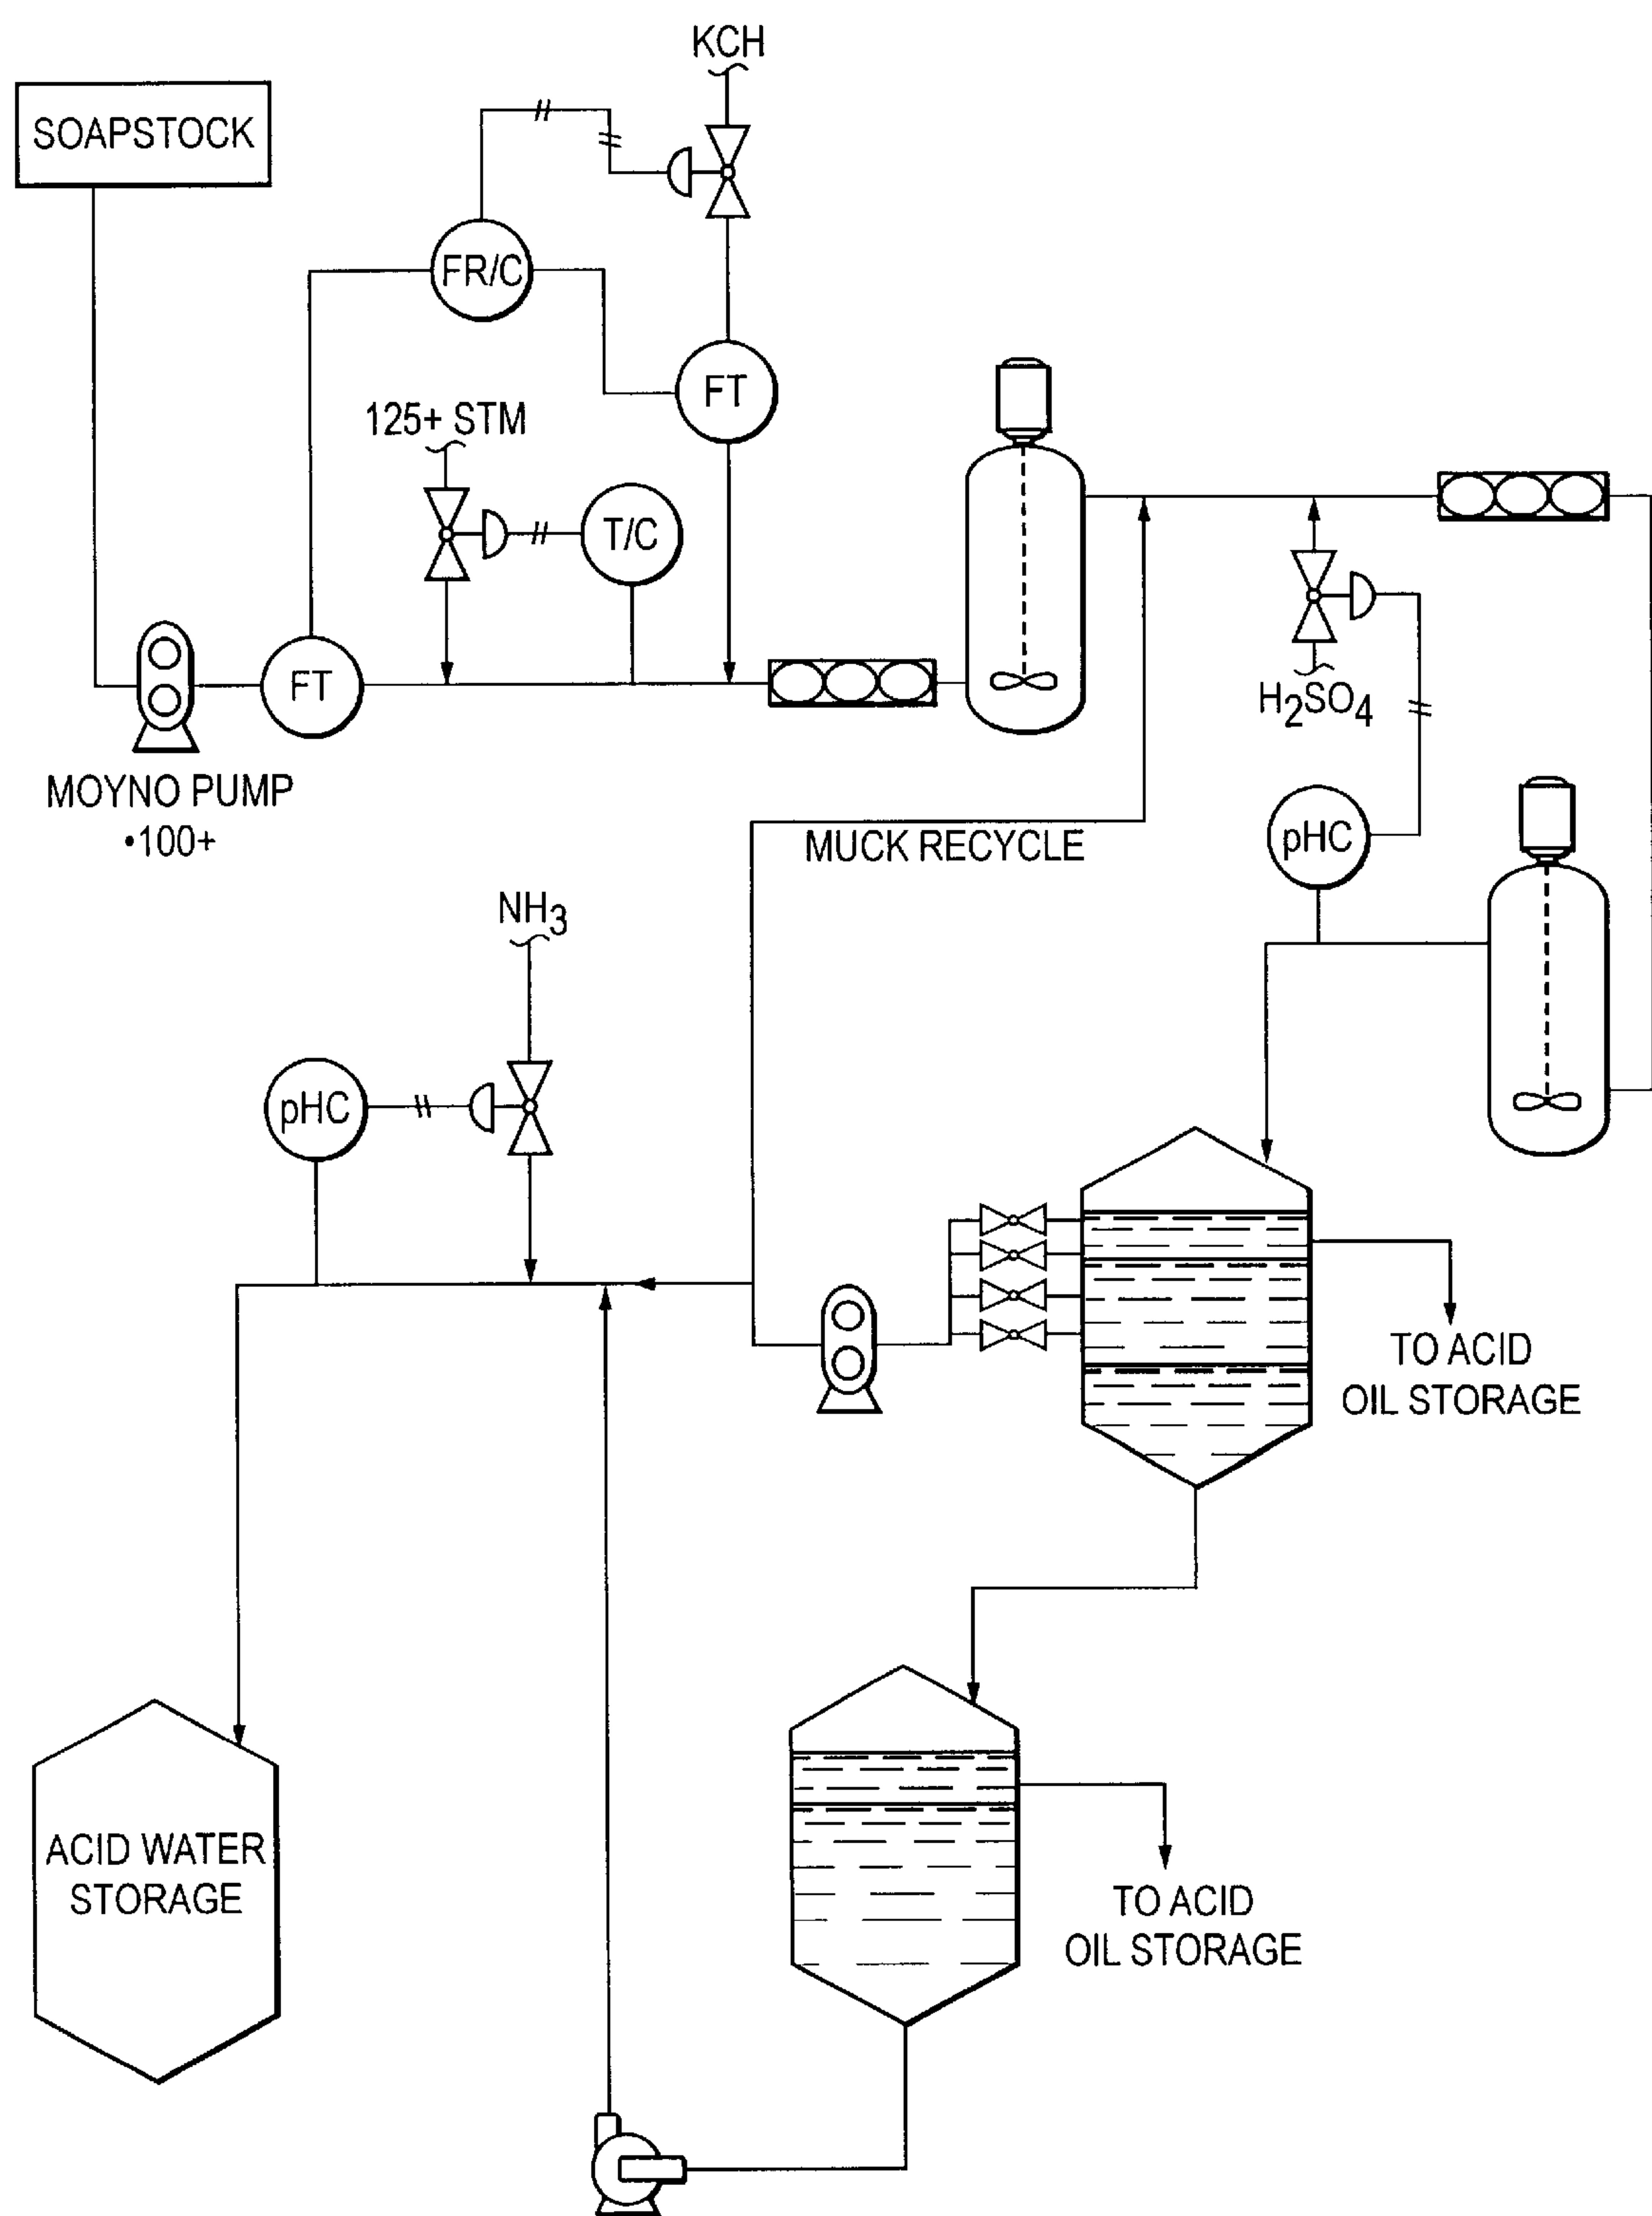 KCH
SOAPSTOCK
FR/C
FT
125+ STM
T/C
FT
H2SO4
MOYNO PUMP
•100+
pHC
MUCK RECYCLE
NH3
pHC
TO ACID
OIL STORAGE
ACID WATER
STORAGE
TO ACID
OIL STORAGE